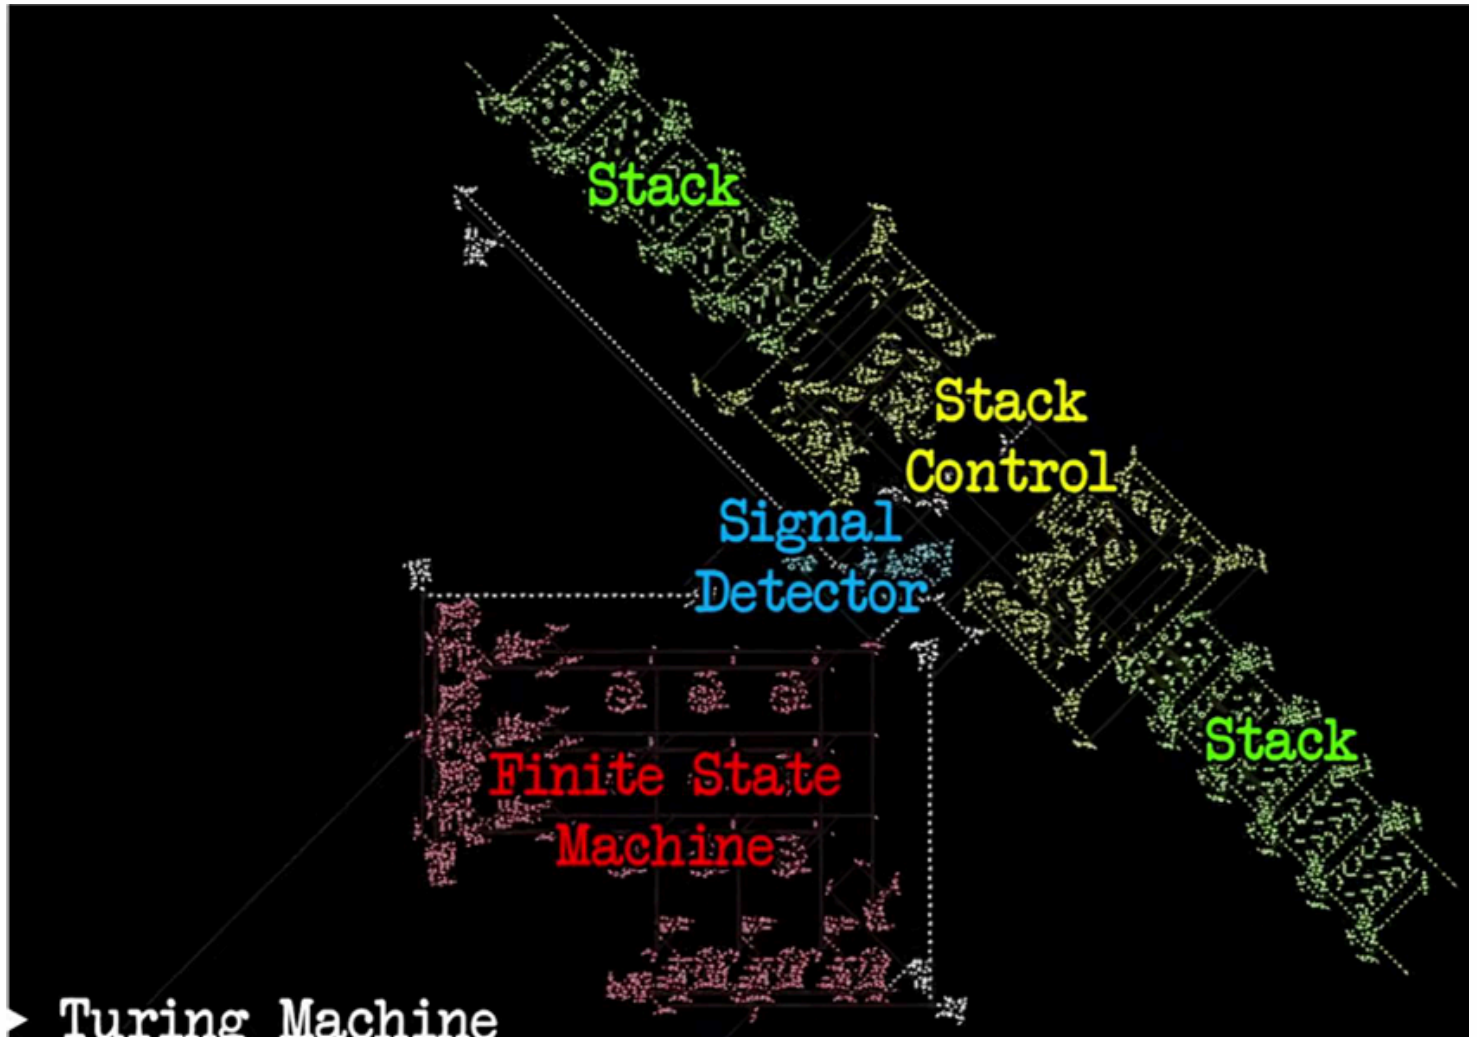 Stack
Stack
Control
Signal
Detector
Stack
Finite State
Machine
Turing Machine